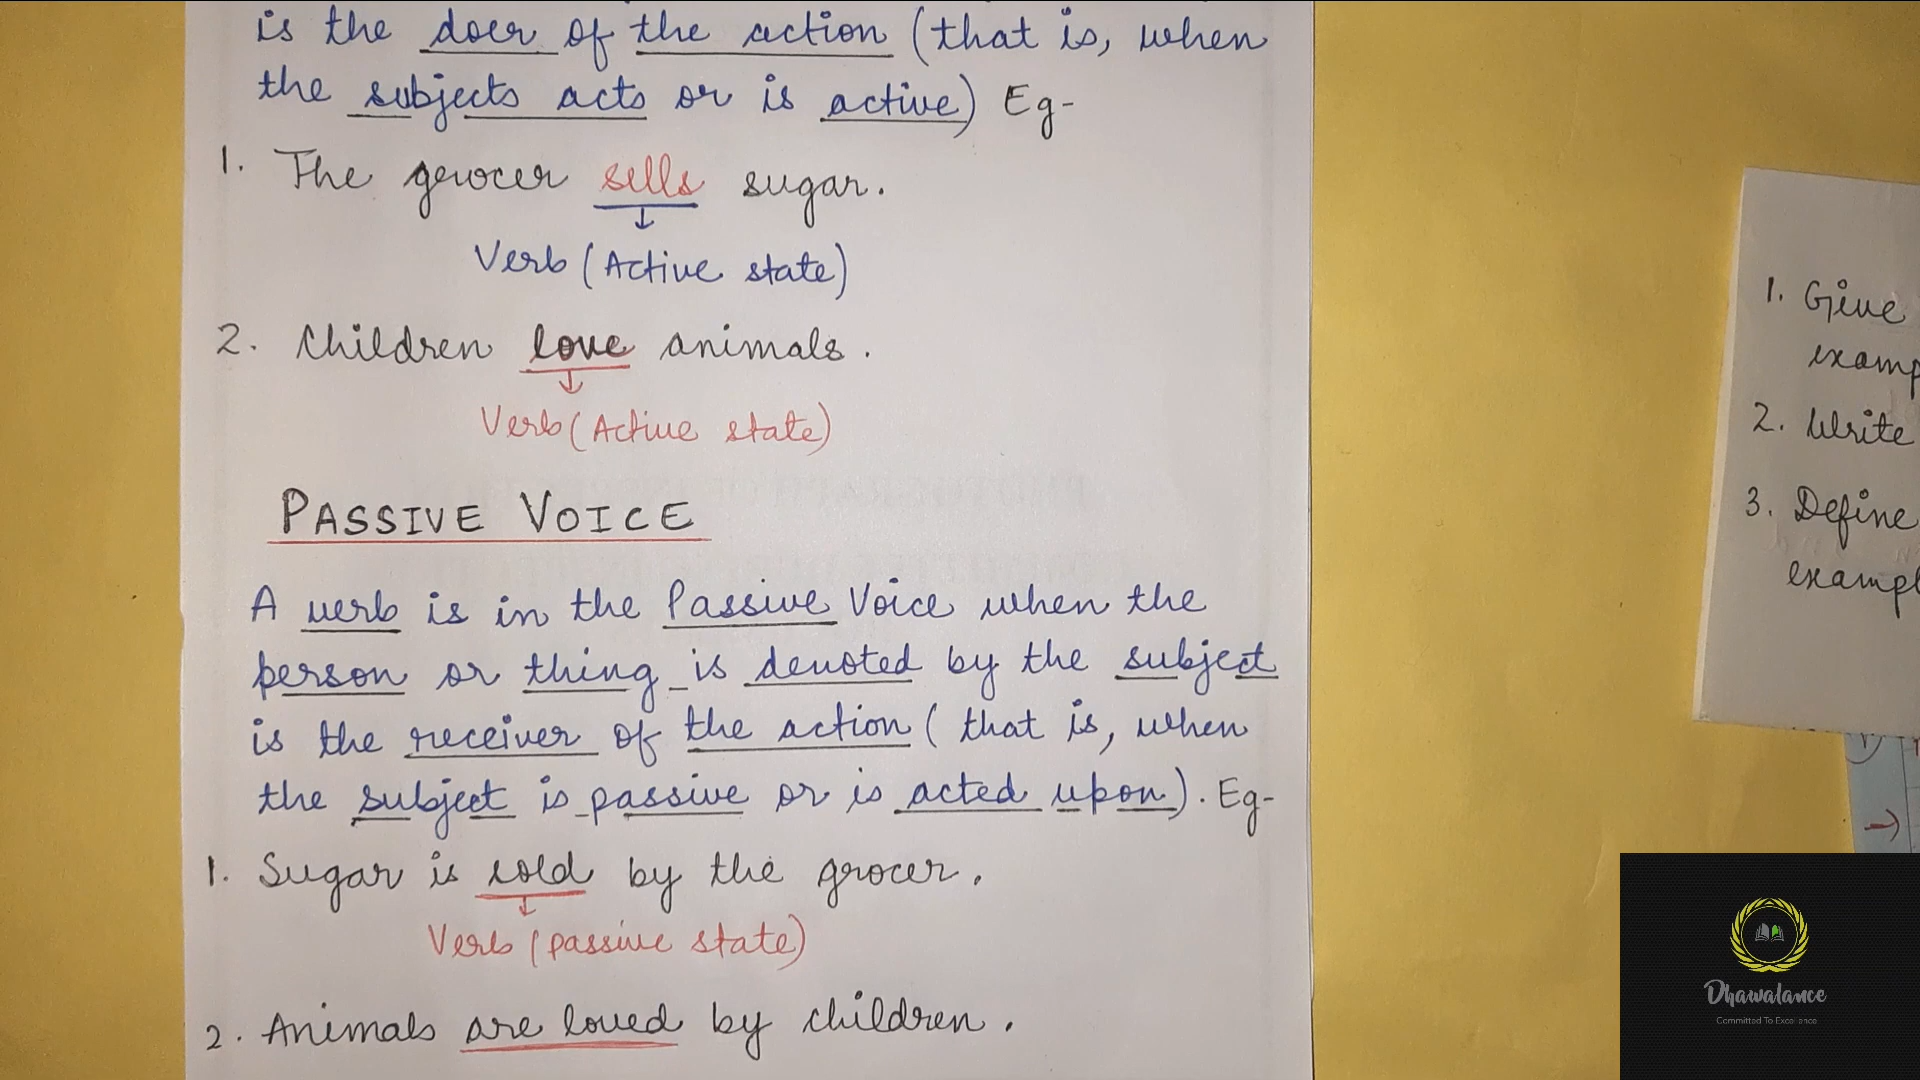 is the doer of the action (that is, when
the subjects acts or is active) Eg-
1. The grocer sells sugar.
↓
Verb (Active state)
2. Children love animals.
↓
Verb (Active state)
PASSIVE VOICE
A verb is in the Passive Voice when the
person or thing is denoted by the subject
is the receiver of the action (that is, when
the subject is passive or is acted upon). Eg-
1. Sugar is sold by the grocer.
↓
Verb (passive state)
2. Animals are loved by children.
1. Give
examp
2. Write
3. Define
exampl
Dhawalance
Committed To Excellence